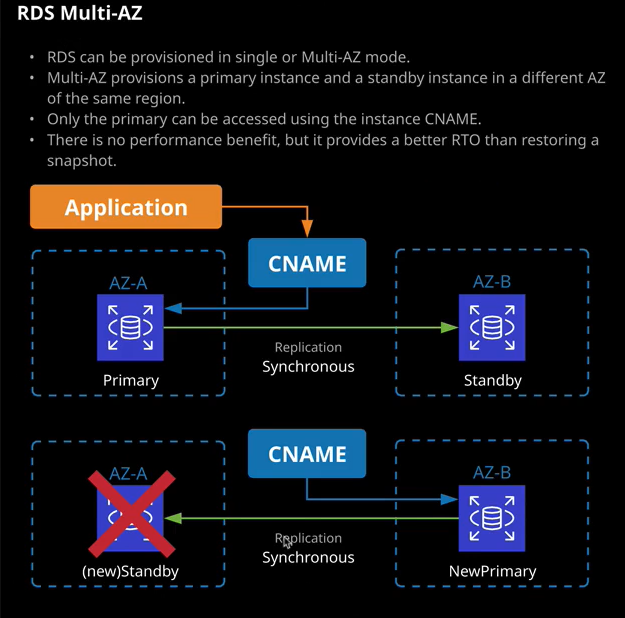 RDS Multi-AZ
• RDS can be provisioned in single or Multi-AZ mode.
• Multi-AZ provisions a primary instance and a standby instance in a different AZ
of the same region.
• Only the primary can be accessed using the instance CNAME.
• There is no performance benefit, but it provides a better RTO than restoring a
snapshot.
Application
CNAME
AZ-A
AZ-B
Replication
Synchronous
Primary
Standby
CNAME
AZ-A
AZ-B
Replication
Synchronous
(new)Standby
NewPrimary